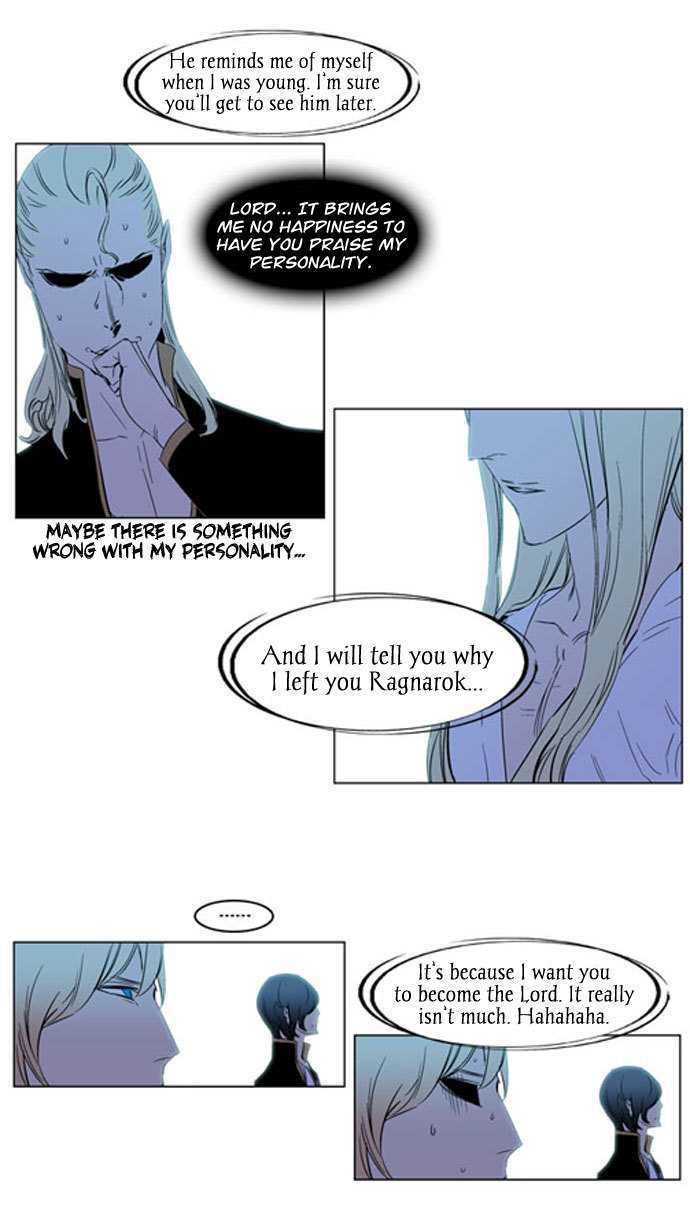 He reminds me of myself
when I was young. I'm sure
you'll get to see him later.
LORD... IT BRINGS
ME NO HAPPINESS TO
HAVE YOU PRAISE MY
PERSONALITY.
MAYBE THERE IS SOMETHING
WRONG WITH MY PERSONALITY...
And I will tell you why
I left you Ragnarok...
------
It's because I want you
to become the Lord. It really
isn't much. Hahahaha.